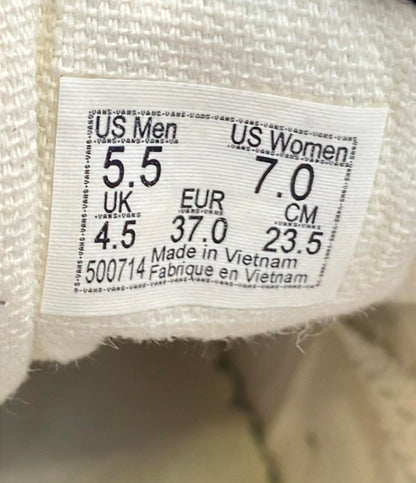 US Men US Women
5.5 7.0
UK EUR CM
4.5 37.0 23.5
Made in Vietnam
500714 Fabrique en Vietnam